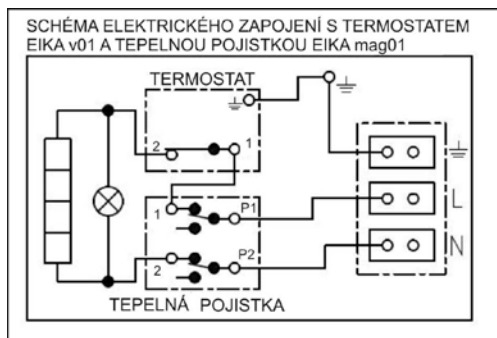 SCHÉMA ELEKTRICKÉHO ZAPOJENÍ S TERMOSTATEM
EIKA v01 A TEPELNOU POJISTKOU EIKA mag01
TERMOSTAT
2
1
1
P1
L
2
P2
N
TEPELNÁ POJISTKA